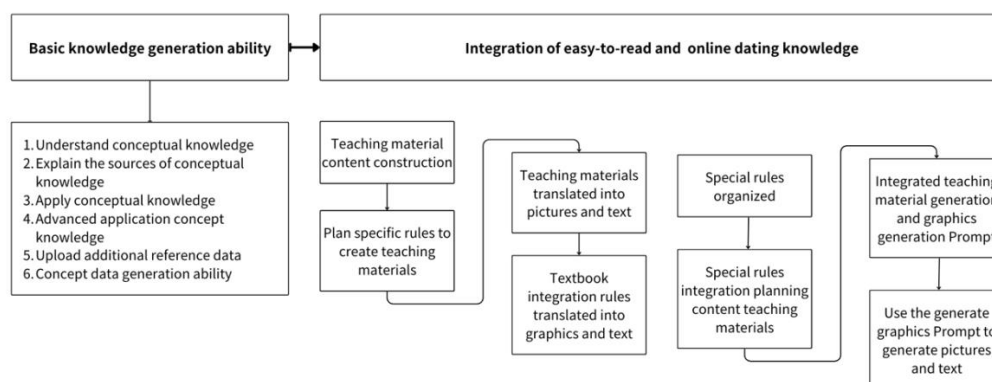 Basic knowledge generation ability
Integration of easy-to-read and online dating knowledge
1. Understand conceptual knowledge
2. Explain the sources of conceptual
knowledge
3. Apply conceptual knowledge
4. Advanced application concept
knowledge
5. Upload additional reference data
6. Concept data generation ability
Teaching material
content construction
Plan specific rules to
create teaching
materials
Teaching materials
translated into
pictures and text
Textbook
integration rules
translated into
graphics and text
Special rules
organized
Special rules
integration planning
content teaching
materials
Integrated teaching
material generation
and graphics
generation Prompt
Use the generate
graphics Prompt to
generate pictures
and text